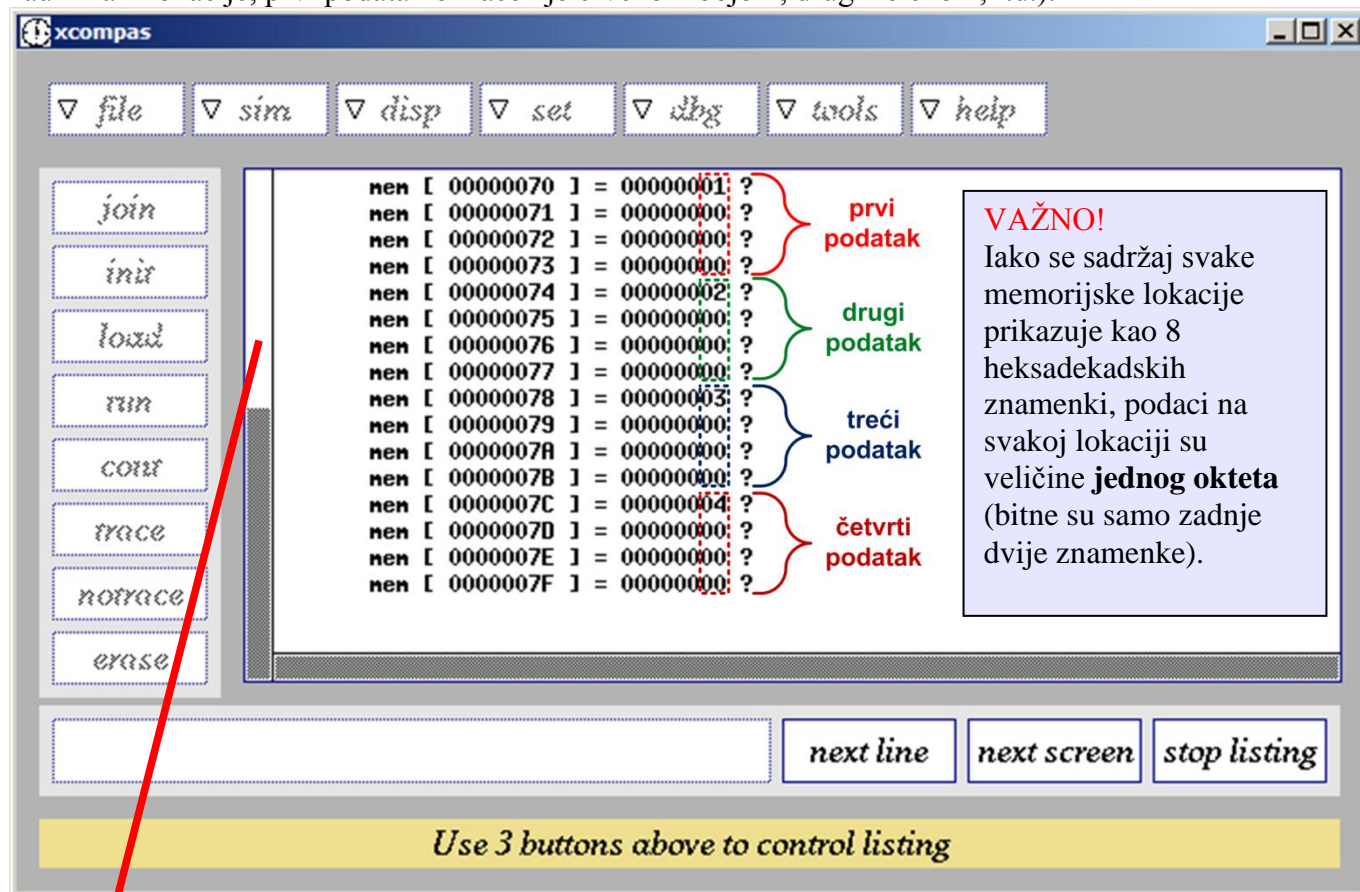 xcompas
file sim disp set dbg tools help
join
init
load
run
cont
trace
notrace
erase
mem [ 00000070 ] = 00000001 ?
mem [ 00000071 ] = 00000000 ?
mem [ 00000072 ] = 00000000 ?
mem [ 00000073 ] = 00000000 ?
mem [ 00000074 ] = 00000002 ?
mem [ 00000075 ] = 00000000 ?
mem [ 00000076 ] = 00000000 ?
mem [ 00000077 ] = 00000000 ?
mem [ 00000078 ] = 00000003 ?
mem [ 00000079 ] = 00000000 ?
mem [ 0000007A ] = 00000000 ?
mem [ 0000007B ] = 00000000 ?
mem [ 0000007C ] = 00000004 ?
mem [ 0000007D ] = 00000000 ?
mem [ 0000007E ] = 00000000 ?
mem [ 0000007F ] = 00000000 ?
prvi
podatak
drugi
podatak
treći
podatak
četvrti
podatak
VAŽNO!
Iako se sadržaj svake
memorijske lokacije
prikazuje kao 8
heksadekadskih
znamenki, podaci na
svakoj lokaciji su
veličine jednog okteta
(bitne su samo zadnje
dvije znamenke).
next line next screen stop listing
Use 3 buttons above to control listing